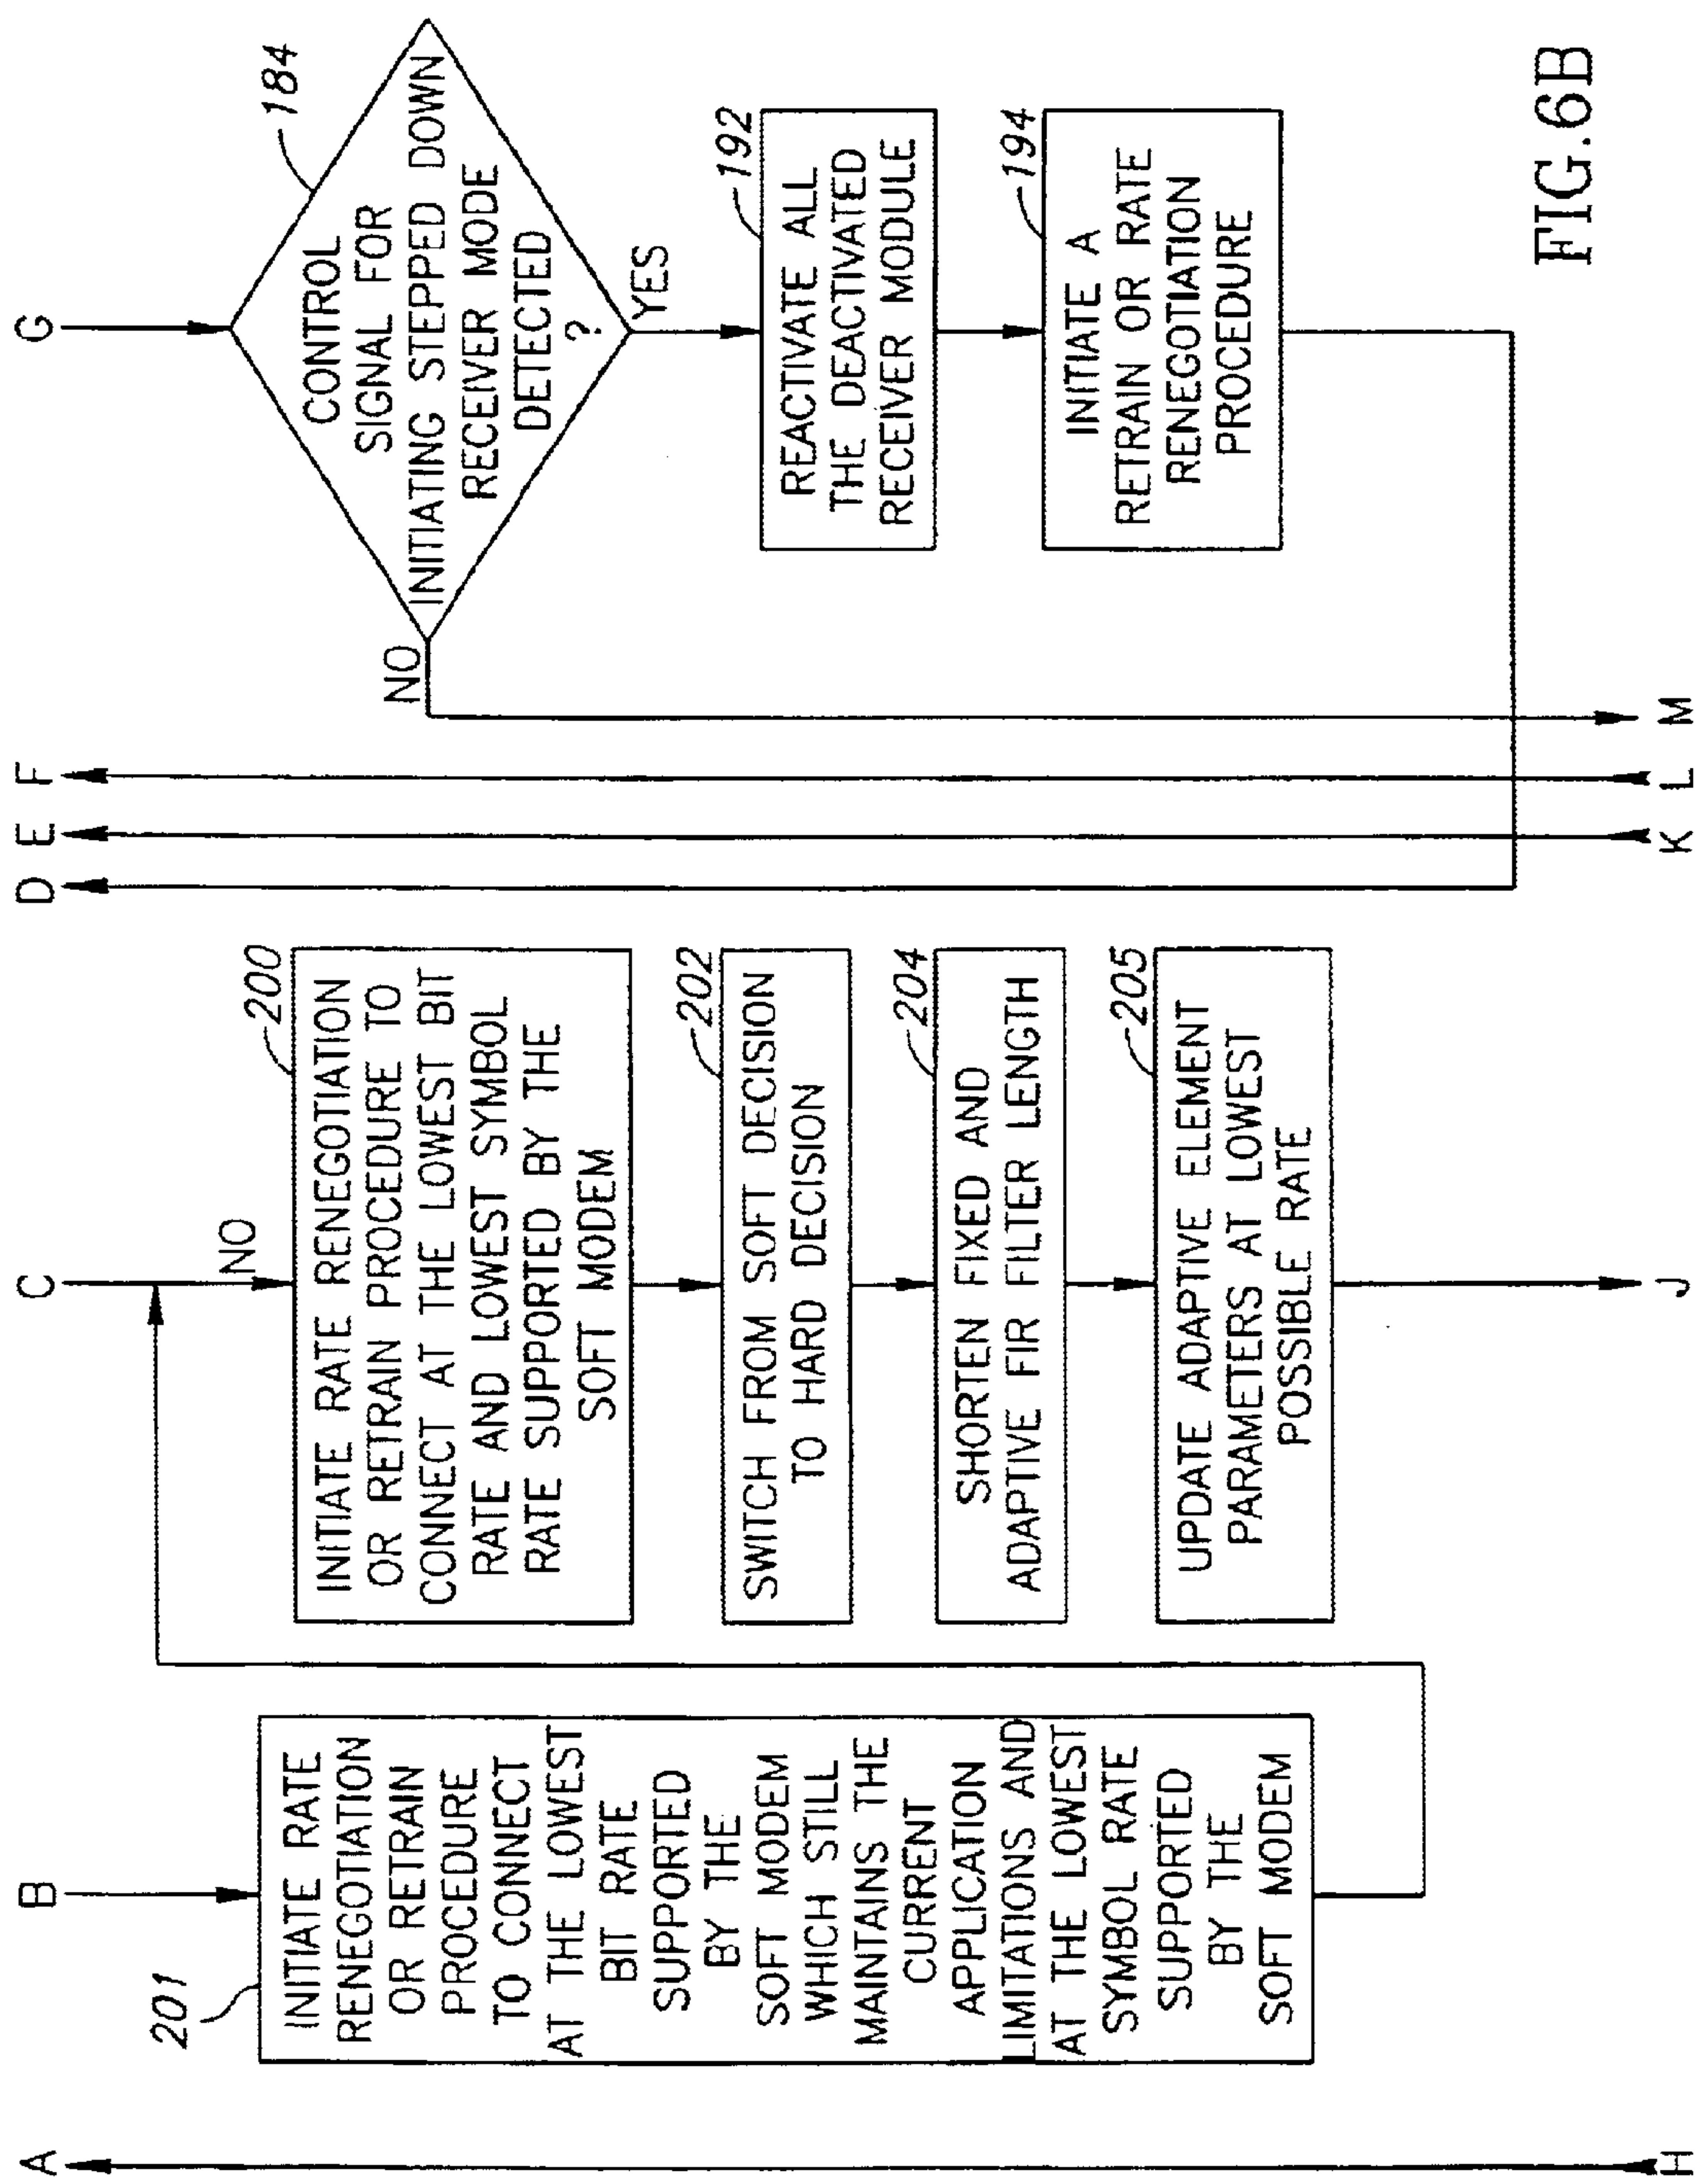 A
B
C
D
E
F
G
201
INITIATE RATE
RENEGOTIATION
OR RETRAIN
PROCEDURE
TO CONNECT
AT THE LOWEST
BIT RATE
SUPPORTED
BY THE
SOFT MODEM
WHICH STILL
MAINTAINS THE
CURRENT
APPLICATION
LIMITATIONS AND
AT THE LOWEST
SYMBOL RATE
SUPPORTED
BY THE
SOFT MODEM
NO
200
INITIATE RATE RENEGOTIATION
OR RETRAIN PROCEDURE TO
CONNECT AT THE LOWEST BIT
RATE AND LOWEST SYMBOL
RATE SUPPORTED BY THE
SOFT MODEM
202
SWITCH FROM SOFT DECISION
TO HARD DECISION
204
SHORTEN FIXED AND
ADAPTIVE FIR FILTER LENGTH
205
UPDATE ADAPTIVE ELEMENT
PARAMETERS AT LOWEST
POSSIBLE RATE
184
CONTROL
SIGNAL FOR
INITIATING STEPPED DOWN
RECEIVER MODE
DETECTED
?
NO
YES
192
REACTIVATE ALL
THE DEACTIVATED
RECEIVER MODULE
194
INITIATE A
RETRAIN OR RATE
RENEGOTIATION
PROCEDURE
H
J
K
L
M
FIG.6B